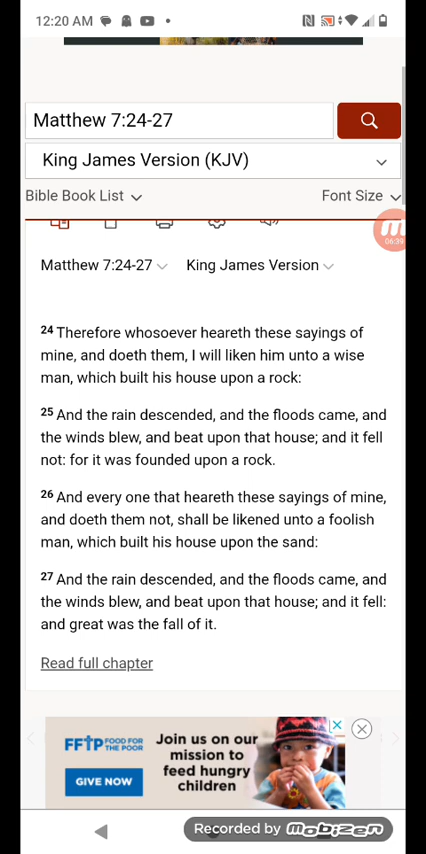 12:20 AM
Matthew 7:24-27
King James Version (KJV)
Bible Book List
Font Size
06:39
Matthew 7:24-27 King James Version
24 Therefore whosoever heareth these sayings of
mine, and doeth them, I will liken him unto a wise
man, which built his house upon a rock:
25 And the rain descended, and the floods came, and
the winds blew, and beat upon that house; and it fell
not: for it was founded upon a rock.
26 And every one that heareth these sayings of mine,
and doeth them not, shall be likened unto a foolish
man, which built his house upon the sand:
27 And the rain descended, and the floods came, and
the winds blew, and beat upon that house; and it fell:
and great was the fall of it.
Read full chapter
FFTP FOOD FOR
THE POOR
GIVE NOW
Join us on our
mission to
feed hungry
children
Recorded by mobizen